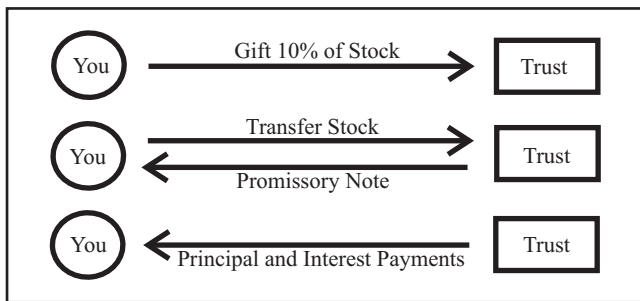 Gift 10% of Stock
You
Trust
Transfer Stock
You
Trust
Promissory Note
You
Trust
Principal and Interest Payments